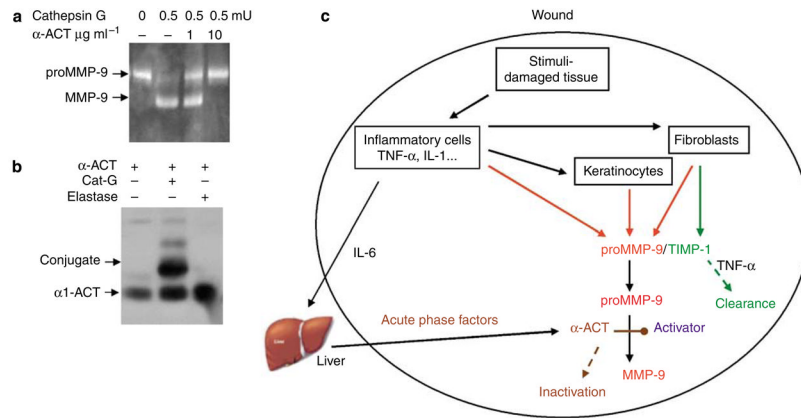 a
Cathepsin G 0 0.5 0.5 0.5 mU
α-ACT μg ml⁻¹ – – 1 10
proMMP-9
MMP-9
b
α-ACT + + +
Cat-G – + –
Elastase – – +
Conjugate
α1-ACT
c
Wound
Stimuli-
damaged tissue
Inflammatory cells
TNF-α, IL-1...
Fibroblasts
Keratinocytes
IL-6
proMMP-9/TIMP-1
TNF-α
Clearance
proMMP-9
Acute phase factors
α-ACT
Activator
Liver
Inactivation
MMP-9